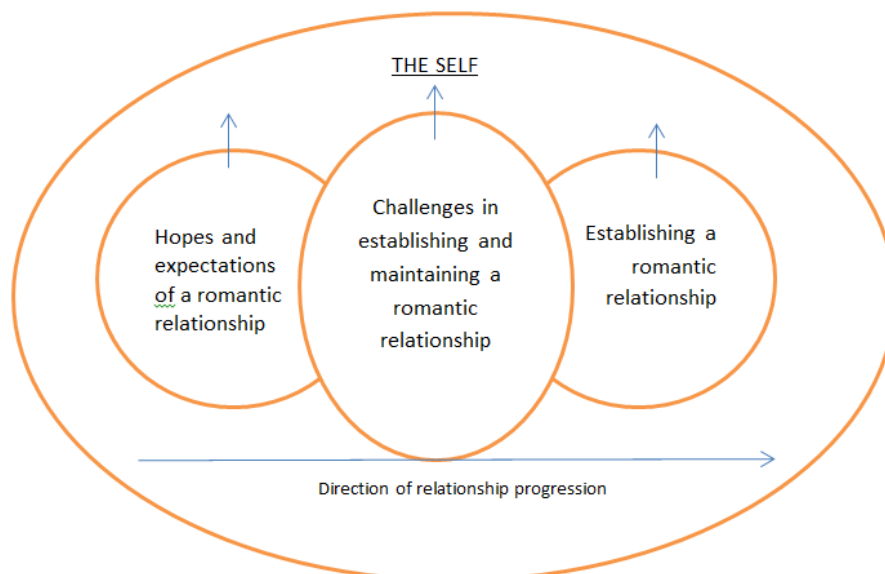 THE SELF
Hopes and
expectations
of a romantic
relationship
Challenges in
establishing and
maintaining a
romantic
relationship
Establishing a
romantic
relationship
Direction of relationship progression